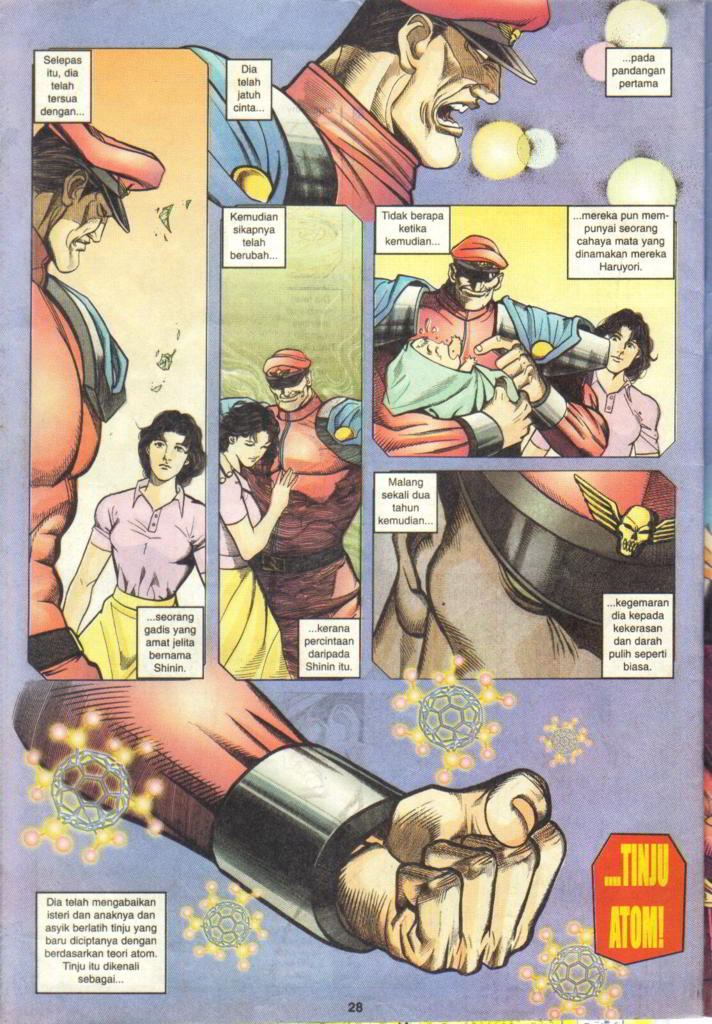 Selepas
itu, dia
telah
tersua
dengan...
...seorang
gadis yang
amat jelita
bernama
Shinin.
Dia
telah
jatuh
cinta...
...pada
pandangan
pertama
Kemudian
sikapnya
telah
berubah...
...kerana
percintaan
daripada
Shinin itu.
Tidak berapa
ketika
kemudian...
...mereka pun mem-
punyai seorang
cahaya mata yang
dinamakan mereka
Haruyori.
Malang
sekali dua
tahun
kemudian...
...kegemaran
dia kepada
kekerasan
dan darah
pulih seperti
biasa.
Dia telah mengabaikan
isteri dan anaknya dan
asyik berlatih tinju yang
baru diciptanya dengan
berdasarkan teori atom.
Tinju itu dikenali
sebagai...
...TINJU
ATOM!
28